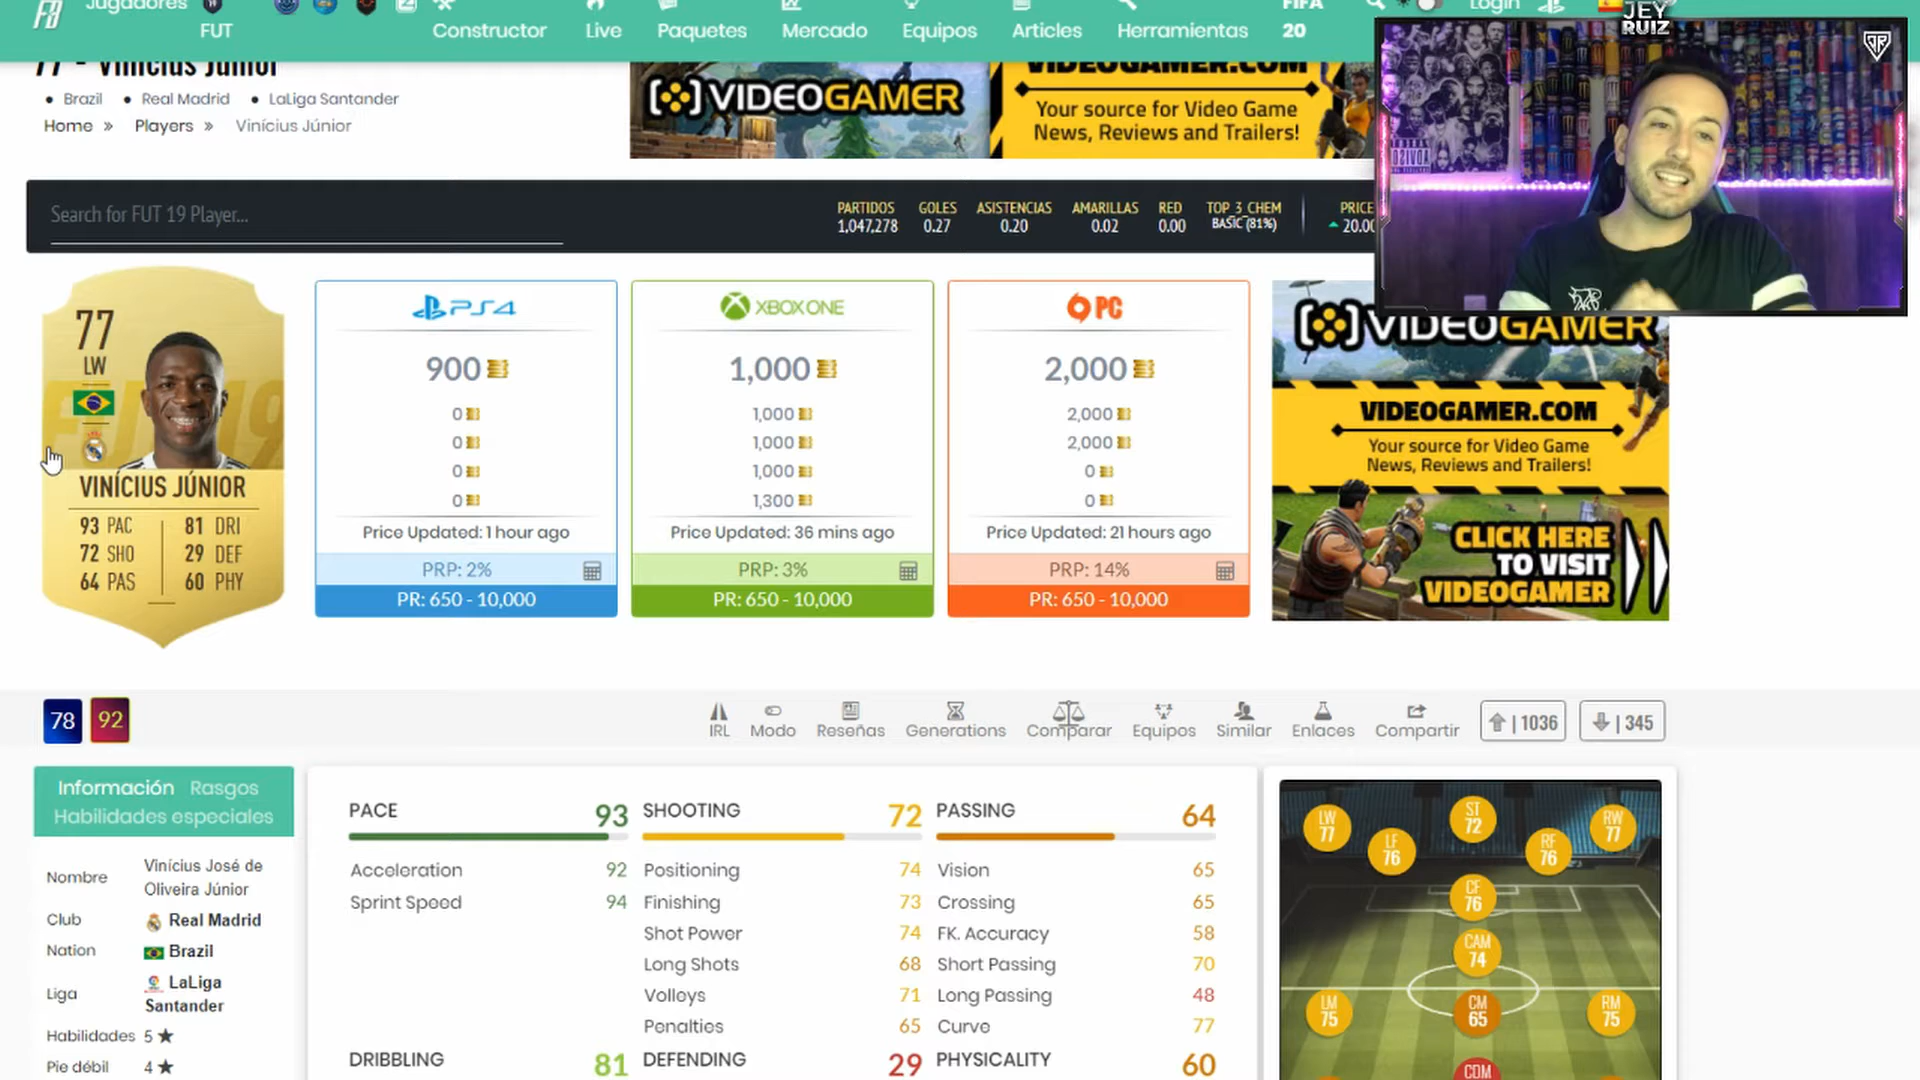 Jugadores
FUT
Constructor
Live
Paquetes
Mercado
Equipos
Articles
Herramientas
FIFA
20
Login
JEY
RUIZ
77 - Vinícius Júnior
• Brazil • Real Madrid • LaLiga Santander
Home » Players » Vinícius Júnior
VIDEOGAMER
VIDEOGAMER.COM
Your source for Video Game
News, Reviews and Trailers!
Search for FUT 19 Player...
PARTIDOS GOLES ASISTENCIAS AMARILLAS RED TOP 3 CHEM PRICE
1,047,278 0.27 0.20 0.02 0.00 BASIC (81%) 20.00
77
LW
VINÍCIUS JÚNIOR
93 PAC 81 DRI
72 SHO 29 DEF
64 PAS 60 PHY
PS4
900
0
0
0
0
Price Updated: 1 hour ago
PRP: 2%
PR: 650 - 10,000
XBOX ONE
1,000
1,000
1,000
1,000
1,300
Price Updated: 36 mins ago
PRP: 3%
PR: 650 - 10,000
PC
2,000
2,000
2,000
0
0
Price Updated: 21 hours ago
PRP: 14%
PR: 650 - 10,000
VIDEOGAMER
VIDEOGAMER.COM
Your source for Video Game
News, Reviews and Trailers!
CLICK HERE
TO VISIT
VIDEOGAMER
78 92
IRL Modo Reseñas Generations Comparar Equipos Similar Enlaces Compartir | 1036 | 345
Información Rasgos
Habilidades especiales
Nombre Vinícius José de
Oliveira Júnior
Club Real Madrid
Nation Brazil
Liga LaLiga
Santander
Habilidades 5 ★
Pie débil 4 ★
PACE 93
Acceleration 92
Sprint Speed 94
DRIBBLING 81
SHOOTING 72
Positioning 74
Finishing 73
Shot Power 74
Long Shots 68
Volleys 71
Penalties 65
DEFENDING 29
PASSING 64
Vision 65
Crossing 65
FK. Accuracy 58
Short Passing 70
Long Passing 48
Curve 77
PHYSICALITY 60
LW
77
ST
72
RW
77
LF
76
RF
76
CF
76
CAM
74
LM
75
CM
65
RM
75
CDM